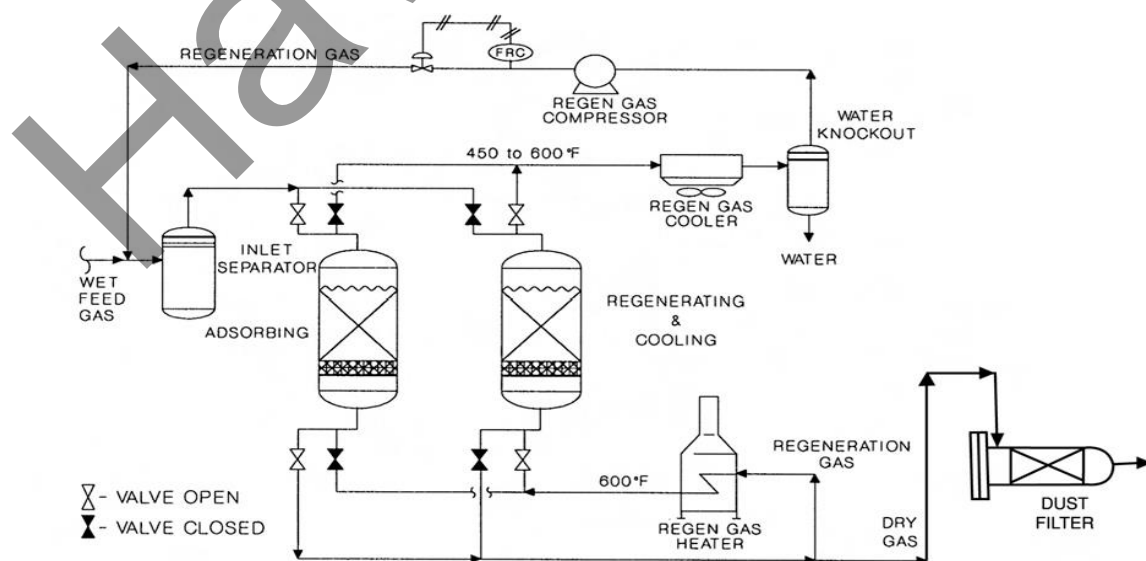 Ha
REGENERATION GAS
FRC
REGEN GAS
COMPRESSOR
WATER
KNOCKOUT
450 to 600°F
REGEN GAS
COOLER
WATER
INLET
SEPARATOR
WET
FEED
GAS
ADSORBING
REGENERATING
&
COOLING
REGENERATION
GAS
600°F
REGEN GAS
HEATER
DRY
GAS
DUST
FILTER
- VALVE OPEN
- VALVE CLOSED